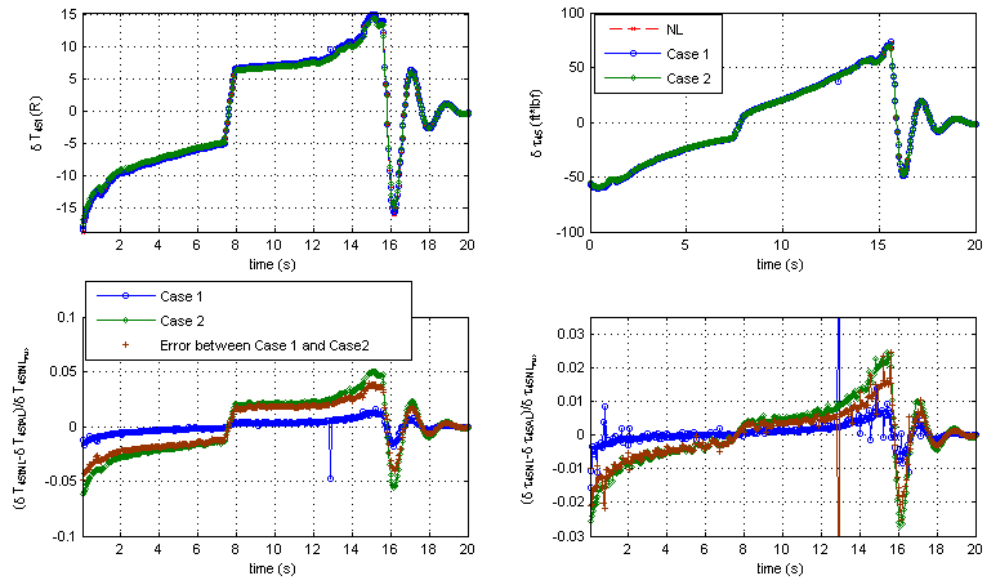 15
10
5
0
-5
-10
-15
2 4 6 8 10 12 14 16 18 20
time (s)
δ T₄₅ₜ (R)
100
50
0
-50
-100
0 5 10 15 20
time (s)
δ τ₄₅ (ft*lbf)
NL
Case 1
Case 2
Case 1
Case 2
Error between Case 1 and Case2
0.1
0.05
0
-0.05
-0.1
2 4 6 8 10 12 14 16 18 20
time (s)
0.03
0.02
0.01
0
-0.01
-0.02
-0.03
2 4 6 8 10 12 14 16 18 20
time (s)